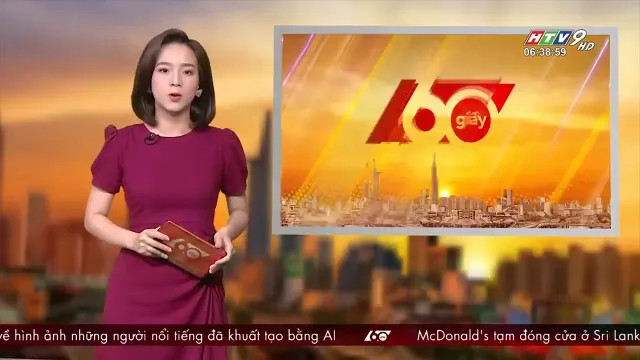 HTV9 HD
06:38:59
60 giây
về hình ảnh những người nổi tiếng đã khuất tạo bằng AI 60 McDonald's tạm đóng cửa ở Sri Lank